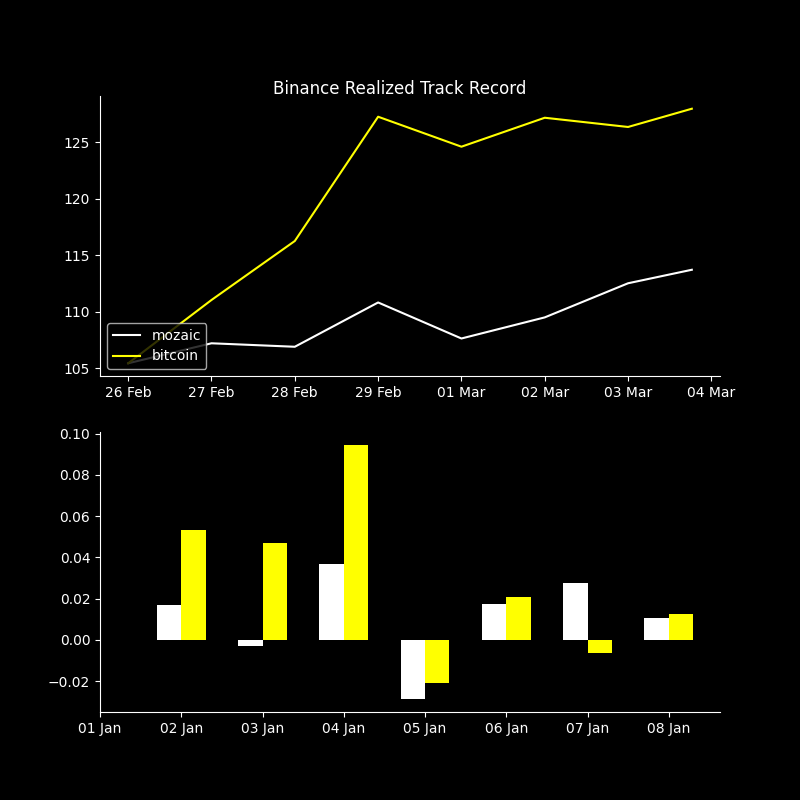 Binance Realized Track Record
125
120
115
110
105
mozaic
bitcoin
26 Feb 27 Feb 28 Feb 29 Feb 01 Mar 02 Mar 03 Mar 04 Mar
0.10
0.08
0.06
0.04
0.02
0.00
−0.02
01 Jan 02 Jan 03 Jan 04 Jan 05 Jan 06 Jan 07 Jan 08 Jan